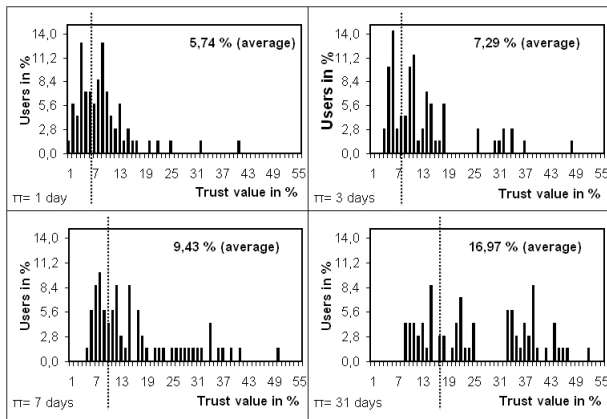 14,0
11,2
8,4
5,6
2,8
0,0
Users in %
5,74 % (average)
1 7 13 19 25 31 37 43 49 55
Trust value in %
π= 1 day
14,0
11,2
8,4
5,6
2,8
0,0
Users in %
7,29 % (average)
1 7 13 19 25 31 37 43 49 55
Trust value in %
π= 3 days
14,0
11,2
8,4
5,6
2,8
0,0
Users in %
9,43 % (average)
1 7 13 19 25 31 37 43 49 55
Trust value in %
π= 7 days
14,0
11,2
8,4
5,6
2,8
0,0
Users in %
16,97 % (average)
1 7 13 19 25 31 37 43 49 55
Trust value in %
π= 31 days